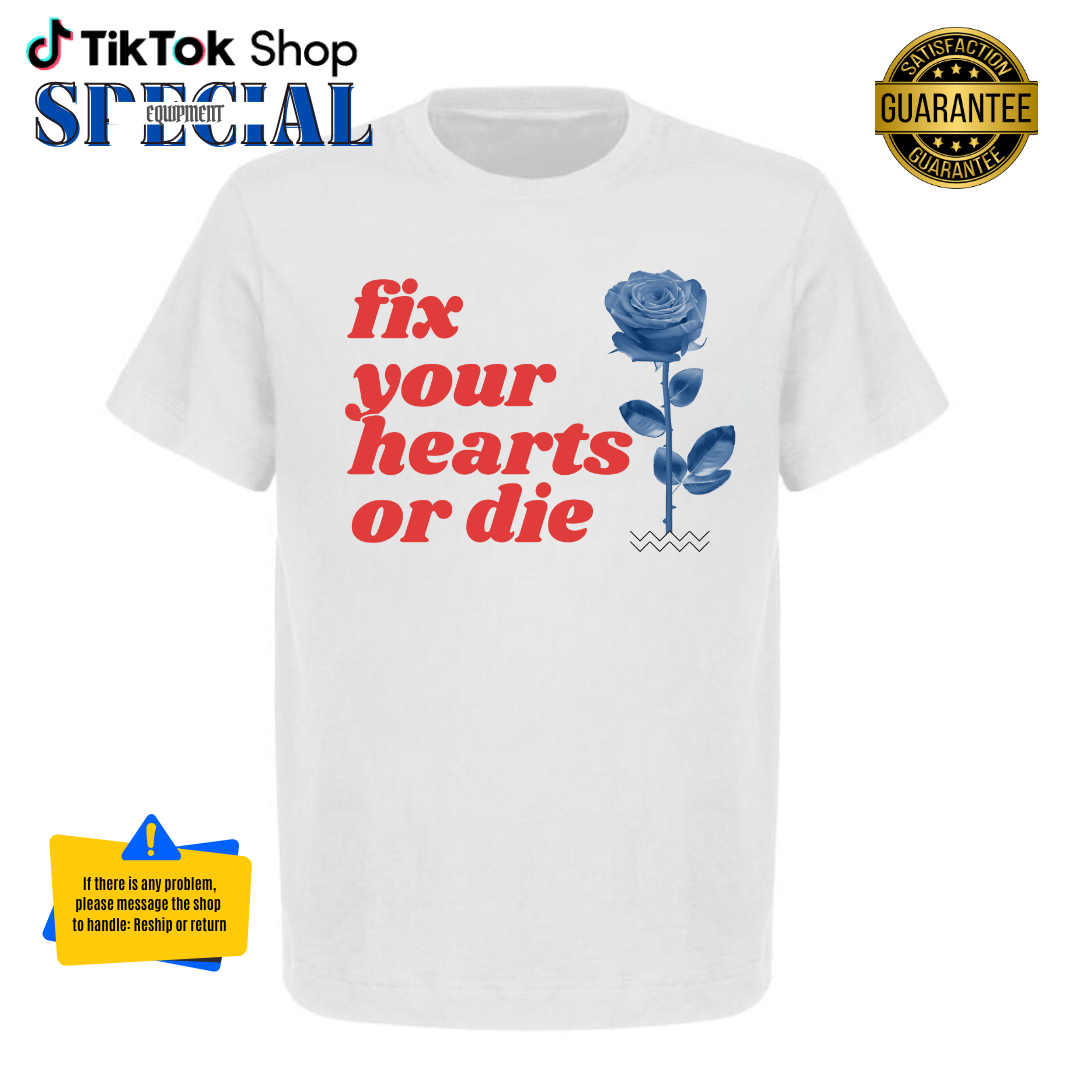 TikTok Shop
SPECIAL
EQUIPMENT
SATISFACTION
GUARANTEE
GUARANTEE
fix
your
hearts
or die
If there is any problem,
please message the shop
to handle: Reship or return